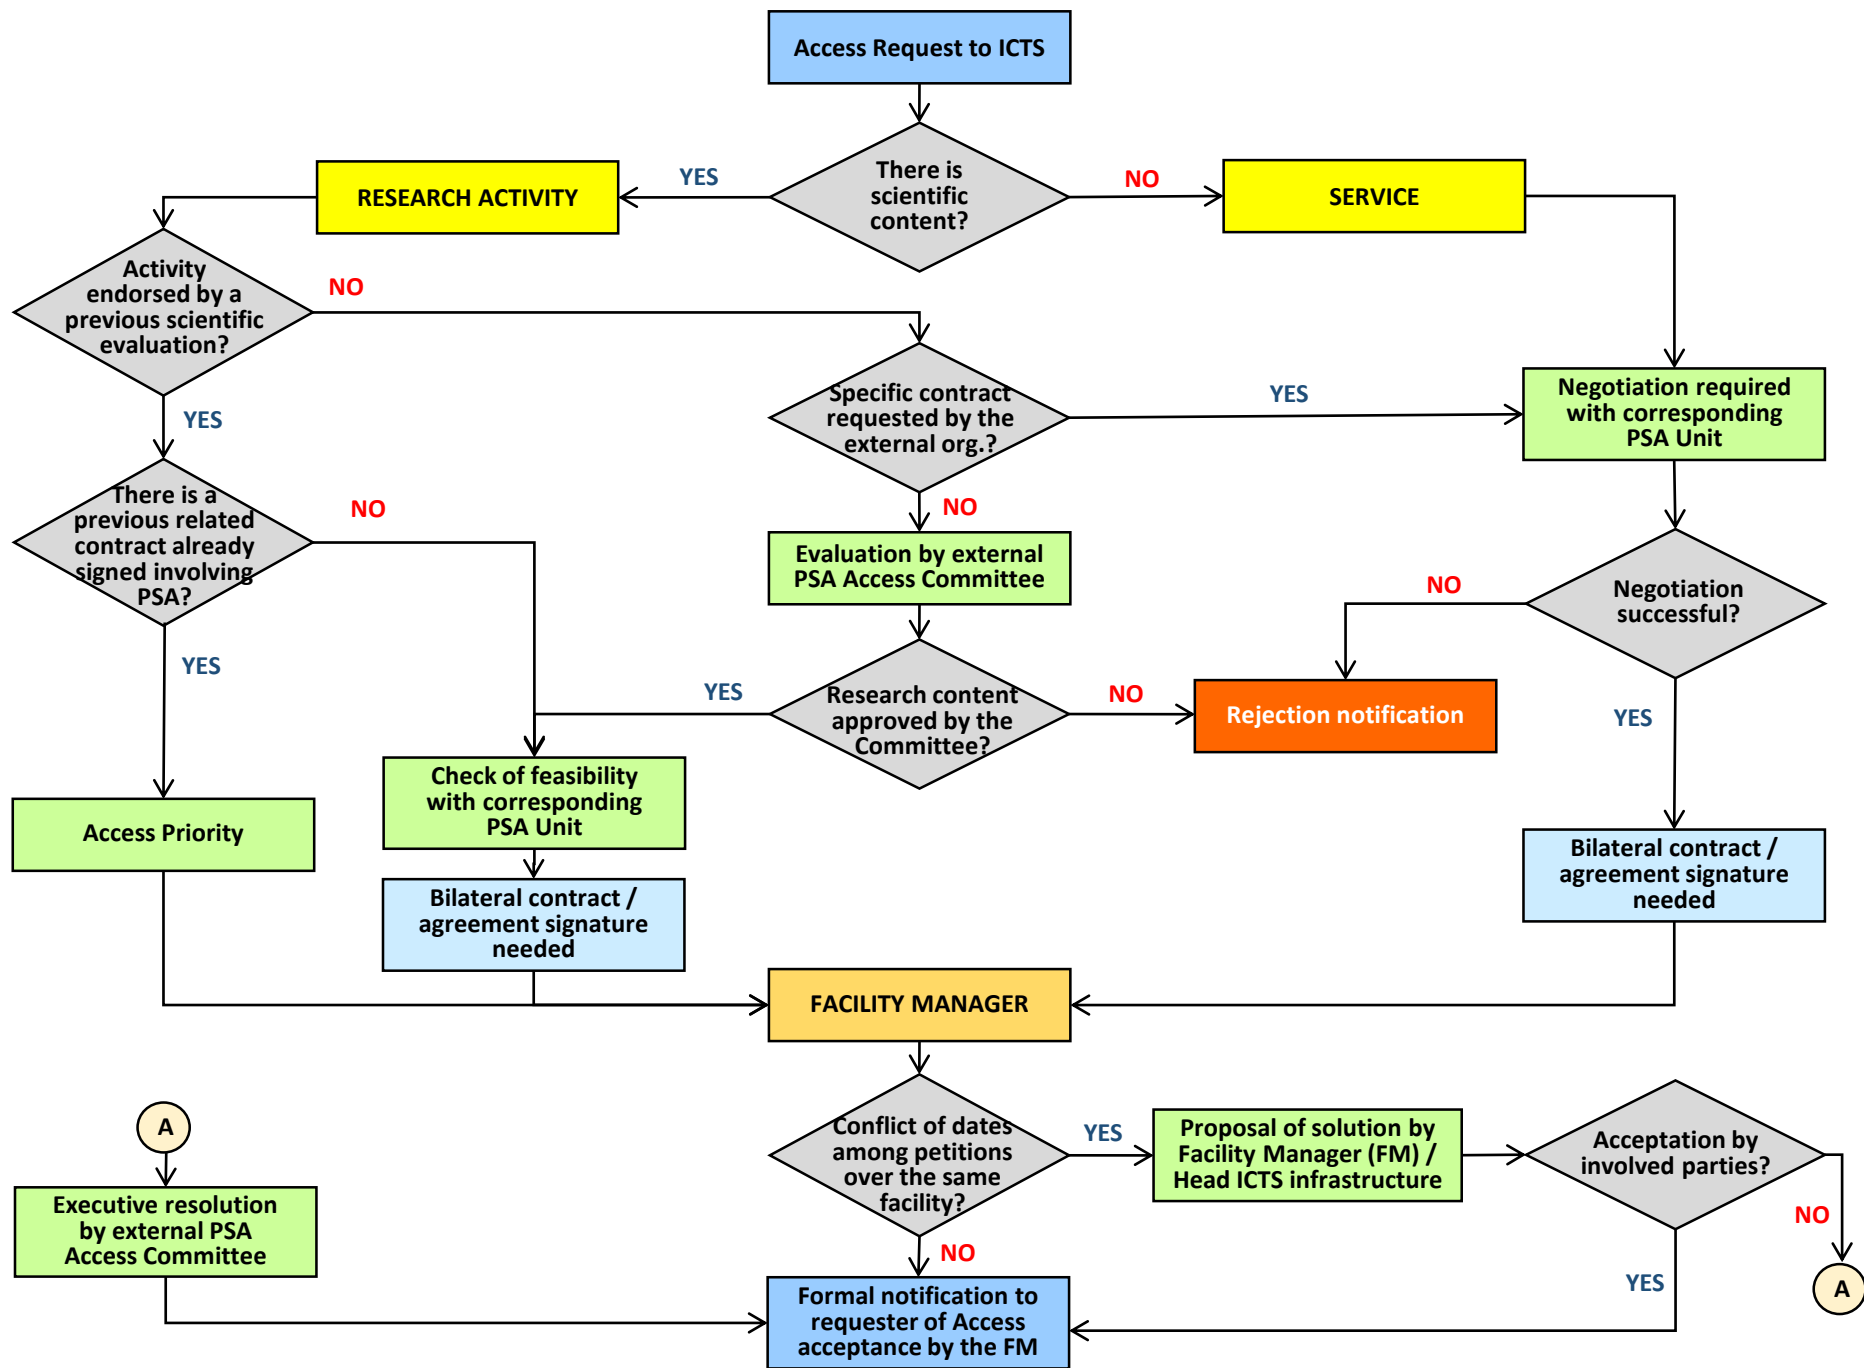 Access Request to ICTS
There is
scientific
content?
YES
NO
RESEARCH ACTIVITY
SERVICE
Activity
endorsed by a
previous scientific
evaluation?
NO
YES
Specific contract
requested by the
external org.?
YES
NO
Negotiation required
with corresponding
PSA Unit
There is a
previous related
contract already
signed involving
PSA?
NO
YES
Evaluation by external
PSA Access Committee
Negotiation
successful?
NO
YES
Research content
approved by the
Committee?
YES
NO
Rejection notification
Check of feasibility
with corresponding
PSA Unit
Access Priority
Bilateral contract /
agreement signature
needed
Bilateral contract /
agreement signature
needed
FACILITY MANAGER
Conflict of dates
among petitions
over the same
facility?
YES
NO
Proposal of solution by
Facility Manager (FM) /
Head ICTS infrastructure
Acceptation by
involved parties?
NO
YES
A
A
Executive resolution
by external PSA
Access Committee
Formal notification to
requester of Access
acceptance by the FM